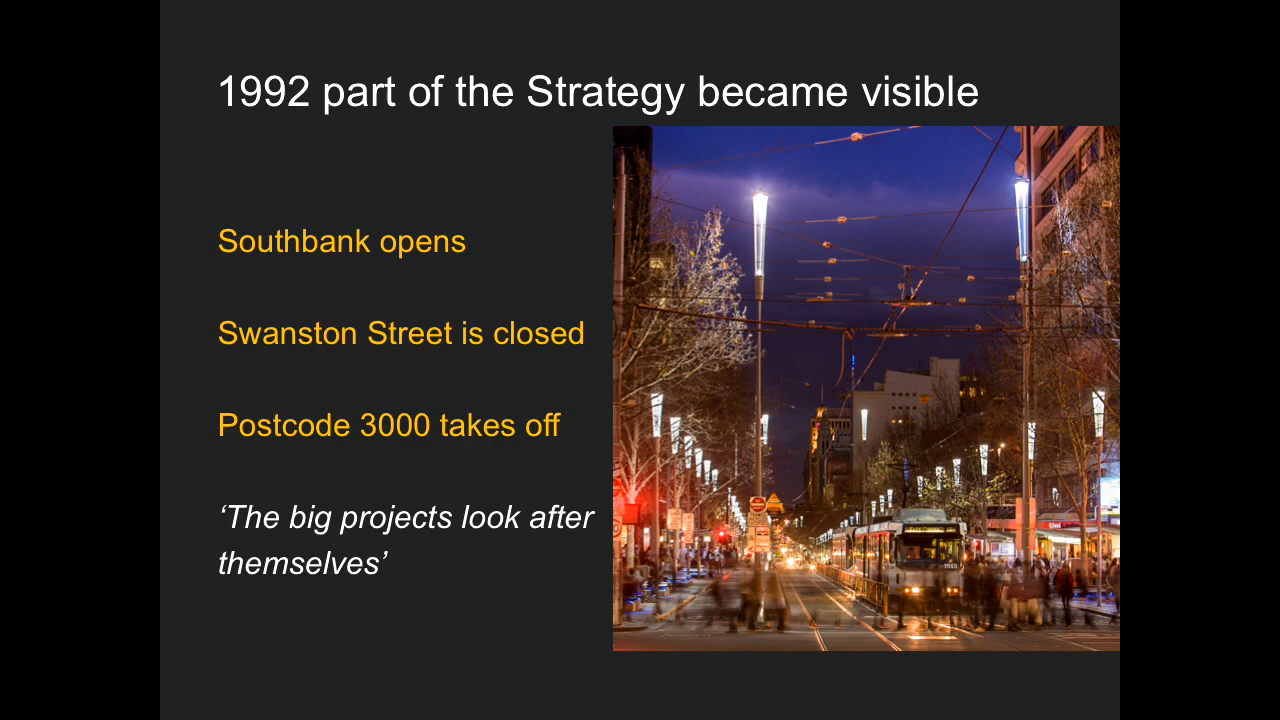 1992 part of the Strategy became visible
Southbank opens
Swanston Street is closed
Postcode 3000 takes off
‘The big projects look after
themselves’